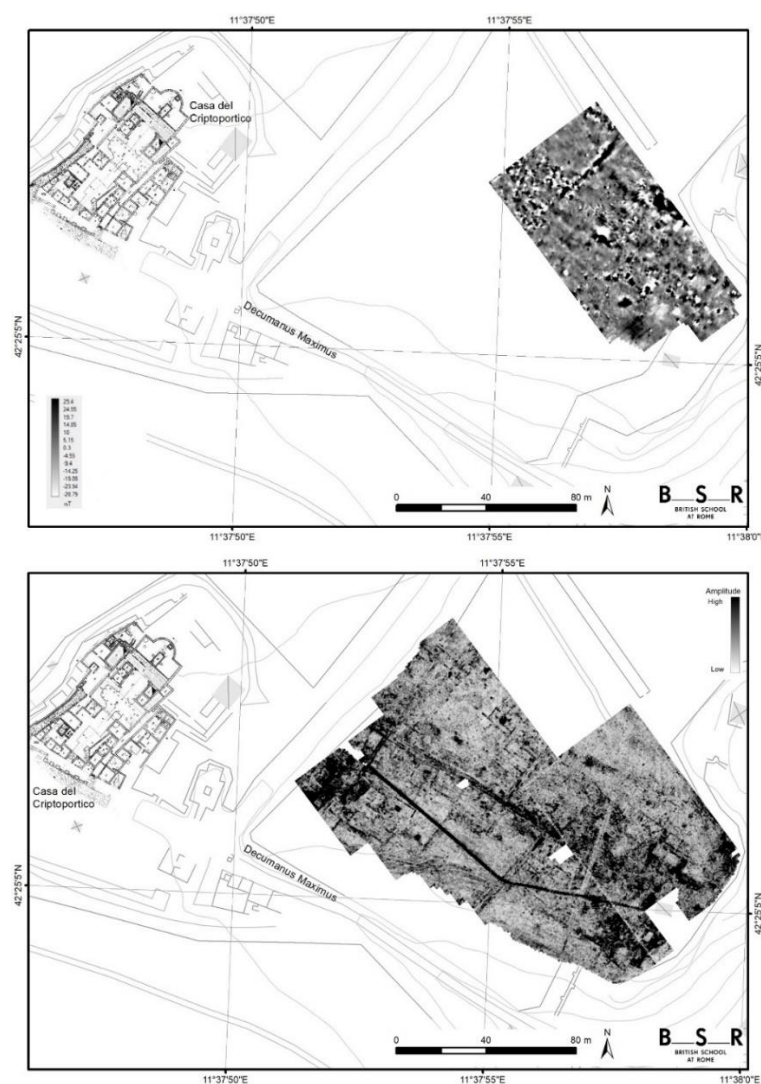 11°37'50"E
11°37'55"E
Casa del
Criptoportico
Decumanus Maximus
42°25'5"N
42°25'5"N
25.6
24.55
19.7
14.85
10
5.15
0.3
-4.55
-9.4
-14.25
-23.94
-28.79
nT
0
40
80 m
N
B__S__R
BRITISH SCHOOL
AT ROME
11°37'50"E
11°37'55"E
11°38'0"E
11°37'50"E
11°37'55"E
Amplitude
High
Low
Casa del
Criptoportico
Decumanus Maximus
42°25'5"N
42°25'5"N
0
40
80 m
N
B__S__R
BRITISH SCHOOL
AT ROME
11°37'50"E
11°37'55"E
11°38'0"E